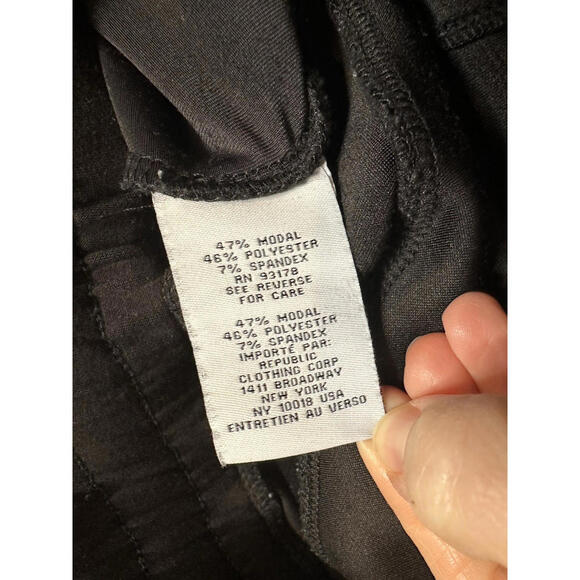 47% MODAL
46% POLYESTER
7% SPANDEX
RN 93178
SEE REVERSE
FOR CARE
47% MODAL
46% POLYESTER
7% SPANDEX
IMPORTÉ PAR:
REPUBLIC
CLOTHING CORP
1411 BROADWAY
NEW YORK
NY 10018 USA
ENTRETIEN AU VERSO